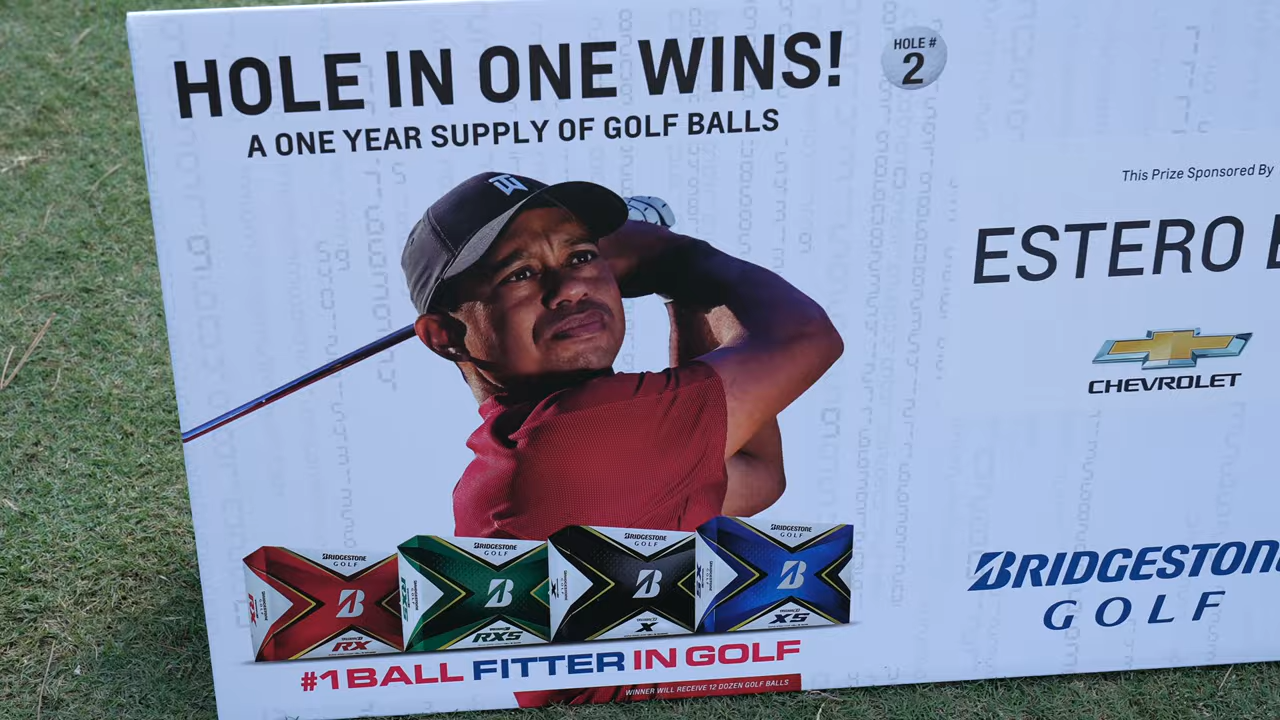 HOLE IN ONE WINS!
HOLE #
2
A ONE YEAR SUPPLY OF GOLF BALLS
TW
This Prize Sponsored By
ESTERO
CHEVROLET
BRIDGESTONE
GOLF
B
RX
BRIDGESTONE
GOLF
B
RXS
BRIDGESTONE
GOLF
B
X
BRIDGESTONE
GOLF
B
XS
BRIDGESTON
GOLF
#1 BALL FITTER IN GOLF
WINNER WILL RECEIVE 12 DOZEN GOLF BALLS